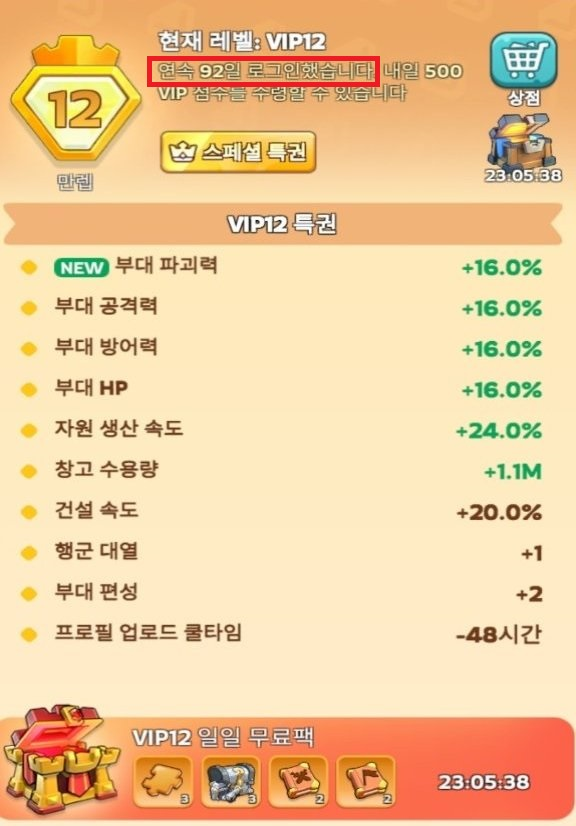 현재 레벨: VIP12
연속 92일 로그인했습니다. 내일 500
VIP 점수를 수령할 수 있습니다
12
만렙
스페셜 특권
상점
23:05:38
VIP12 특권
NEW 부대 파괴력 +16.0%
부대 공격력 +16.0%
부대 방어력 +16.0%
부대 HP +16.0%
자원 생산 속도 +24.0%
창고 수용량 +1.1M
건설 속도 +20.0%
행군 대열 +1
부대 편성 +2
프로필 업로드 쿨타임 -48시간
VIP12 일일 무료팩
3 3 2 2
23:05:38